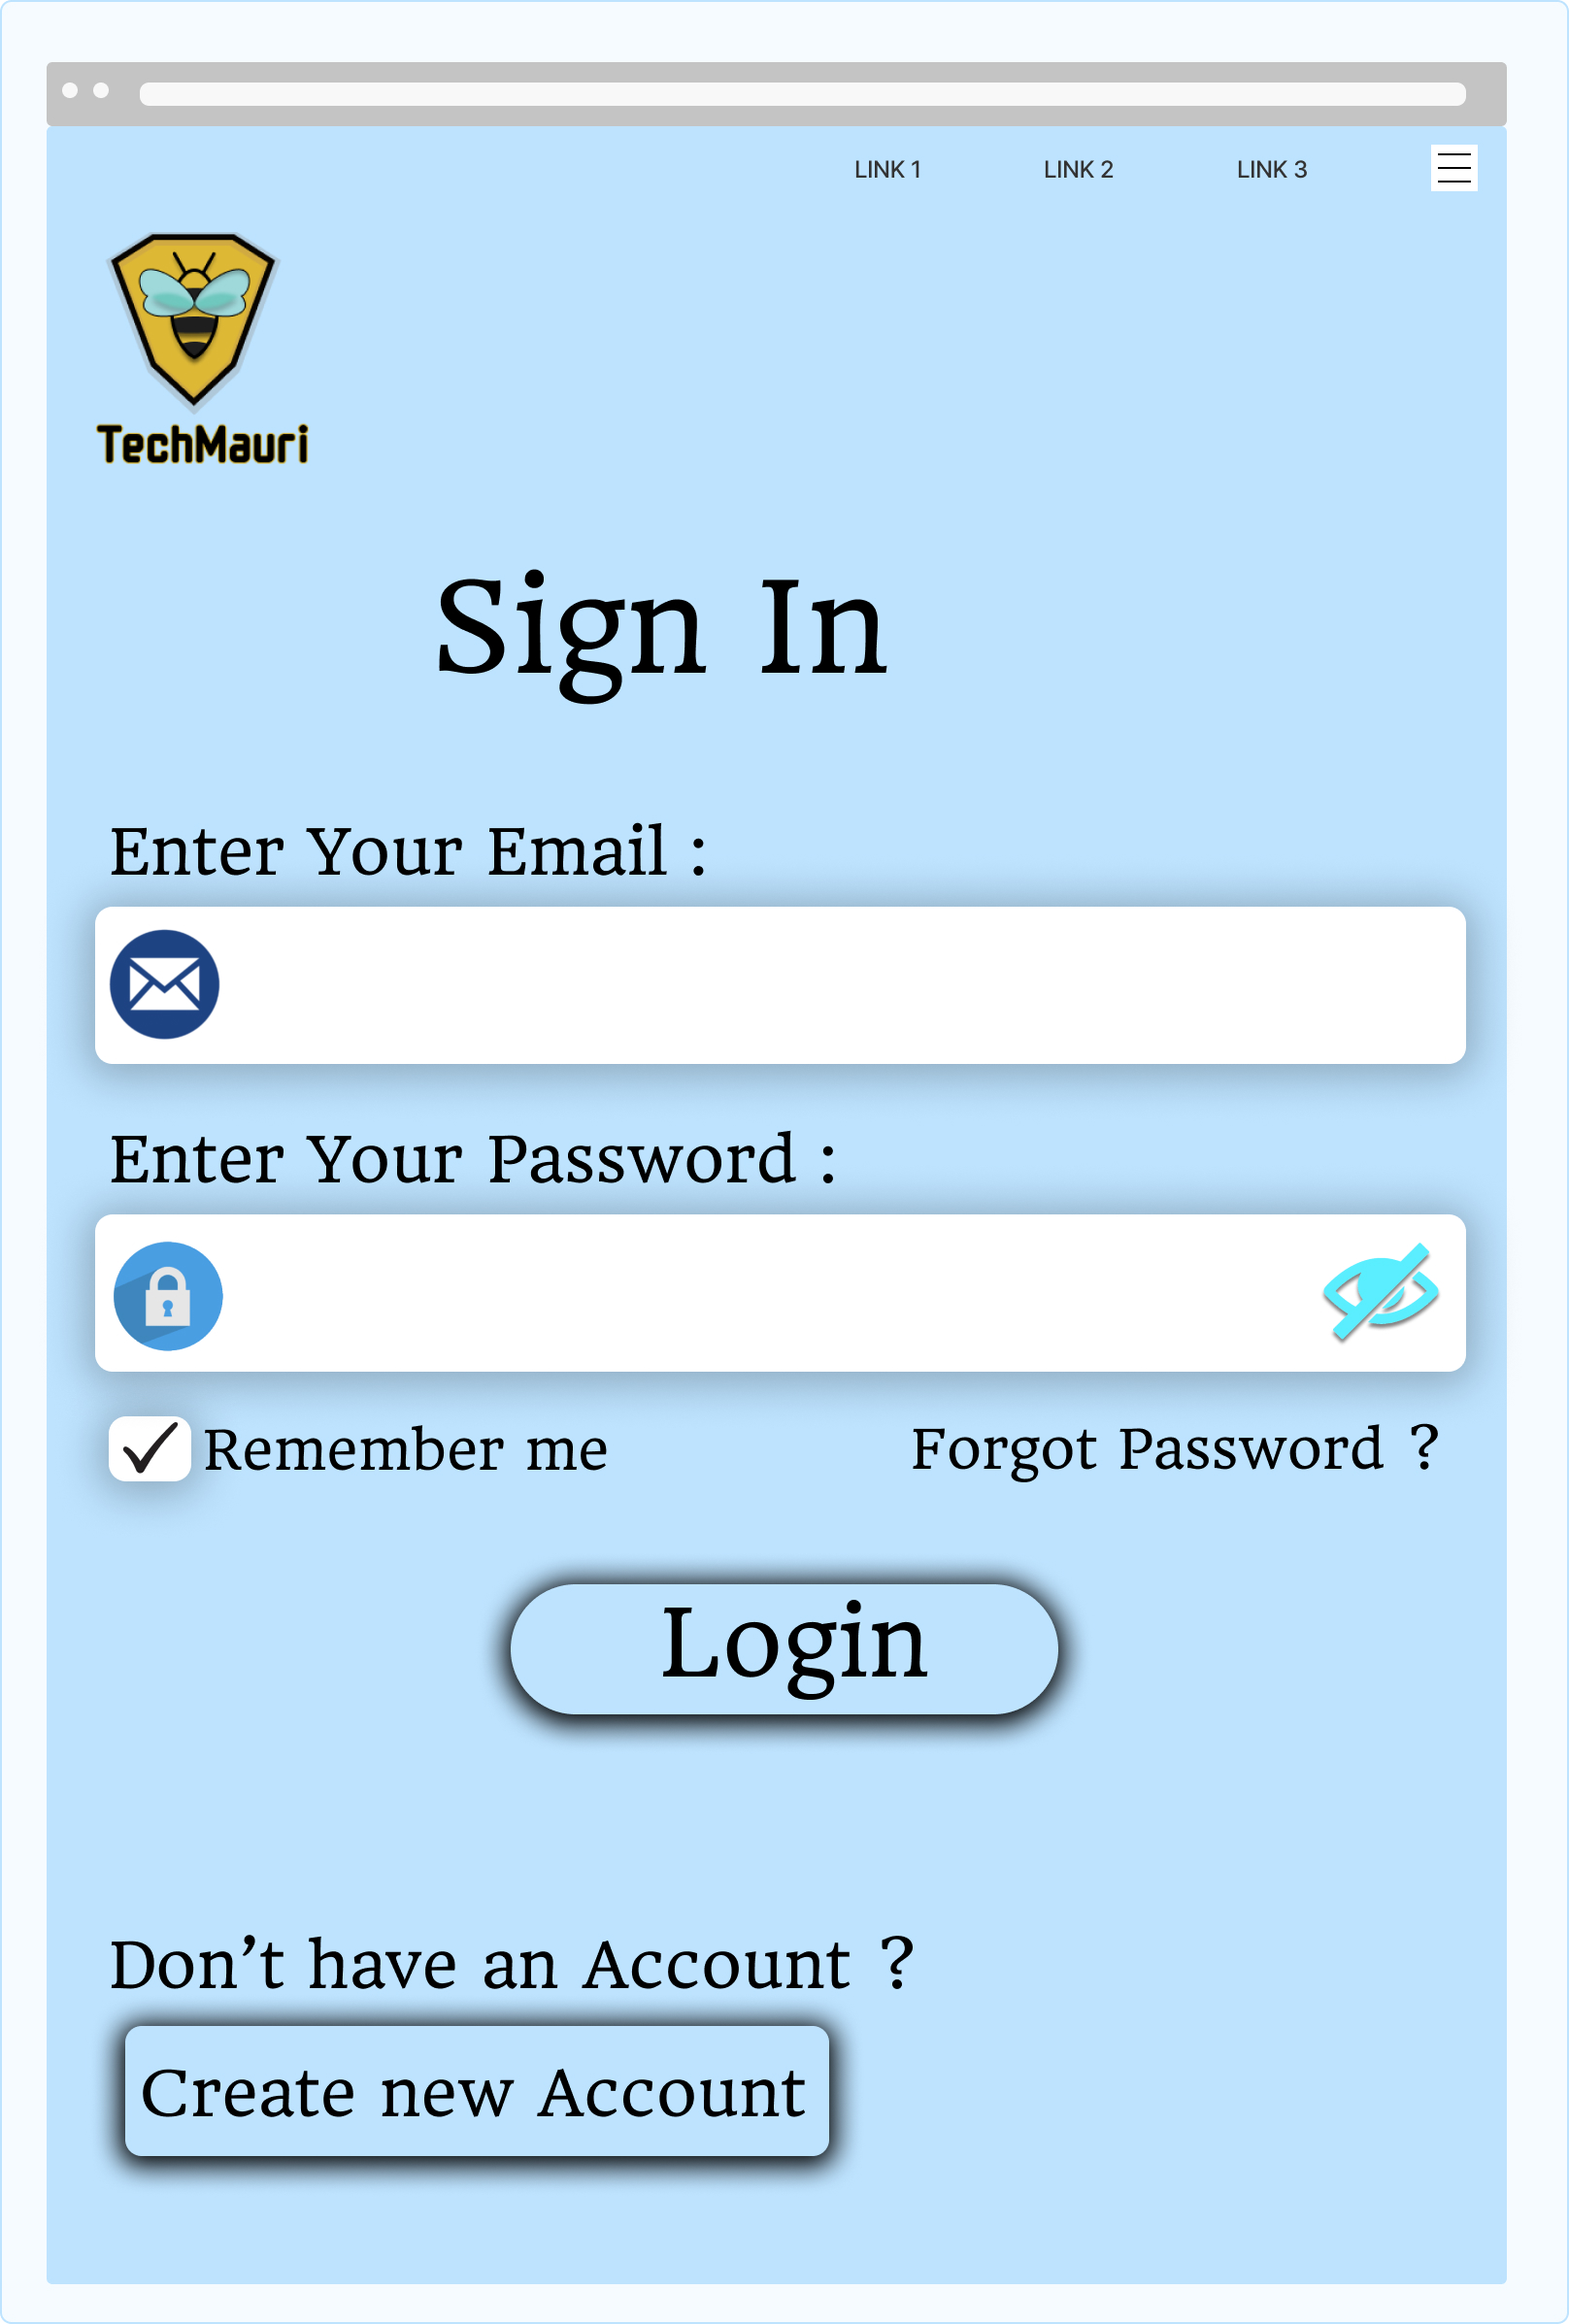 LINK 1 LINK 2 LINK 3
TechMauri
Sign In
Enter Your Email :
Enter Your Password :
Remember me Forgot Password ?
Login
Don’t have an Account ?
Create new Account